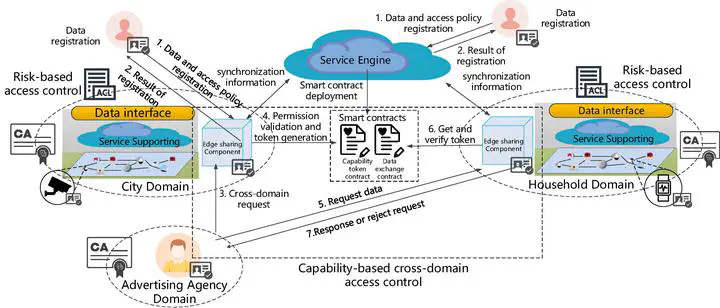 Data
registration
1. Data and access policy
registration
2. Result of
registration
Service Engine
1. Data and access policy
registration
2. Result of
registration
Data
registration
synchronization
information
synchronization
information
Smart contract
deployment
Risk-based
access control
ACL
Data interface
Service Supporting
CA
City Domain
Edge sharing
Component
4. Permission
validation and
token generation
Smart contracts
Capability
token
contract
Data
exchange
contract
6. Get and
verify token
Edge sharing
Component
Risk-based
access control
ACL
Data interface
Service Supporting
CA
Household Domain
3. Cross-domain
request
5. Request data
7.Response or reject request
CA
Advertising Agency
Domain
Capability-based cross-domain
access control